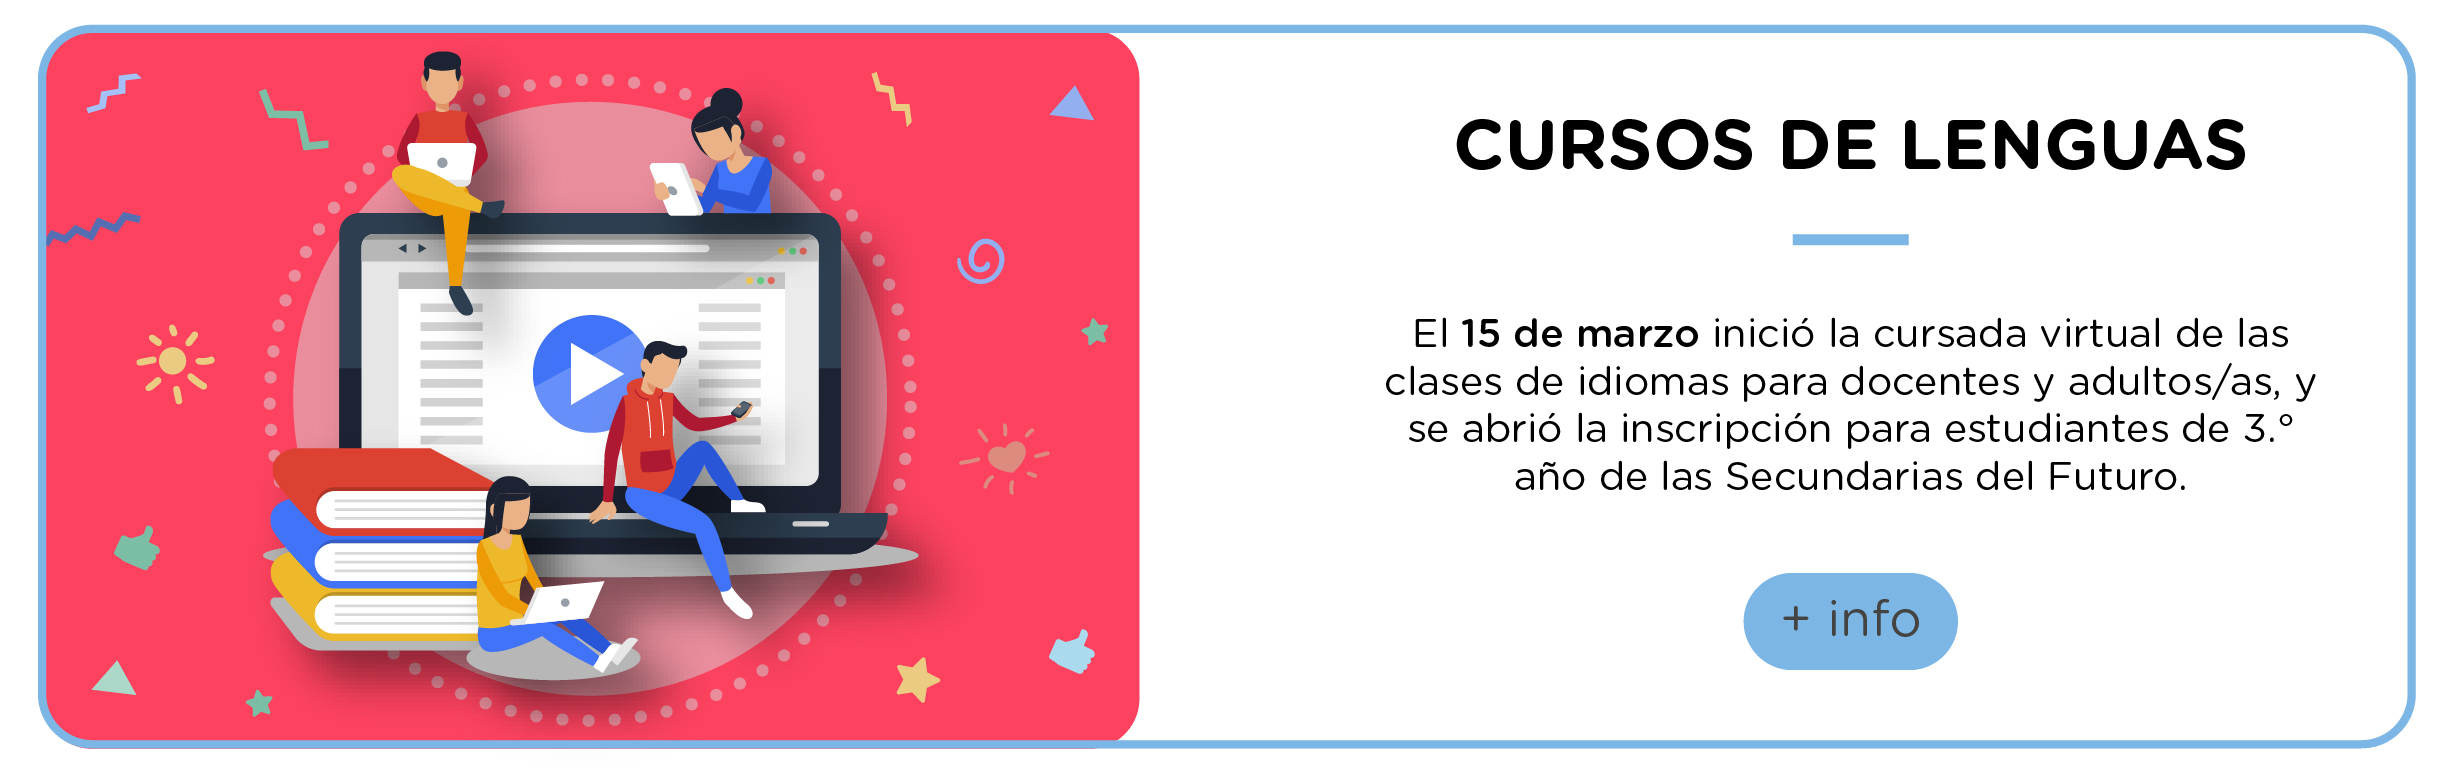 CURSOS DE LENGUAS
El 15 de marzo inició la cursada virtual de las
clases de idiomas para docentes y adultos/as, y
se abrió la inscripción para estudiantes de 3.°
año de las Secundarias del Futuro.
+ info